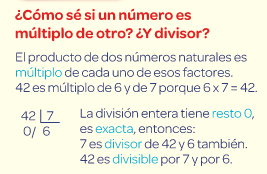 ¿Cómo sé si un número es
múltiplo de otro? ¿Y divisor?
El producto de dos números naturales es
múltiplo de cada uno de esos factores.
42 es múltiplo de 6 y de 7 porque 6 x 7 = 42.
42 7
0/ 6
La división entera tiene resto 0,
es exacta, entonces:
7 es divisor de 42 y 6 también.
42 es divisible por 7 y por 6.